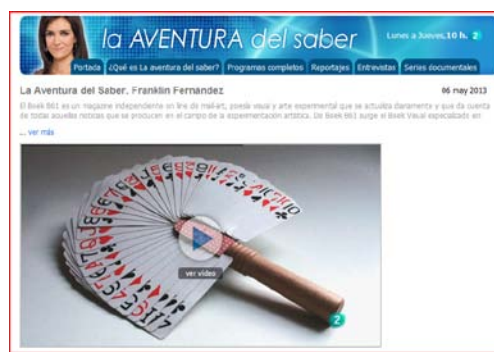 la AVENTURA del saber
Lunes a Jueves, 10 h. 2
Portada ¿Qué es La aventura del saber? Programas completos Reportajes Entrevistas Series documentales
La Aventura del Saber. Franklin Fernández 06 may 2013
El Boek 861 es un magazine independiente on line de mail-art, poesía visual y arte experimental que se actualiza diariamente y que da cuenta
de todas aquellas noticias que se producen en el campo de la experimentación artística. De Boek 861 surge el Boek Visual especializado en
... ver más
ver vídeo
2